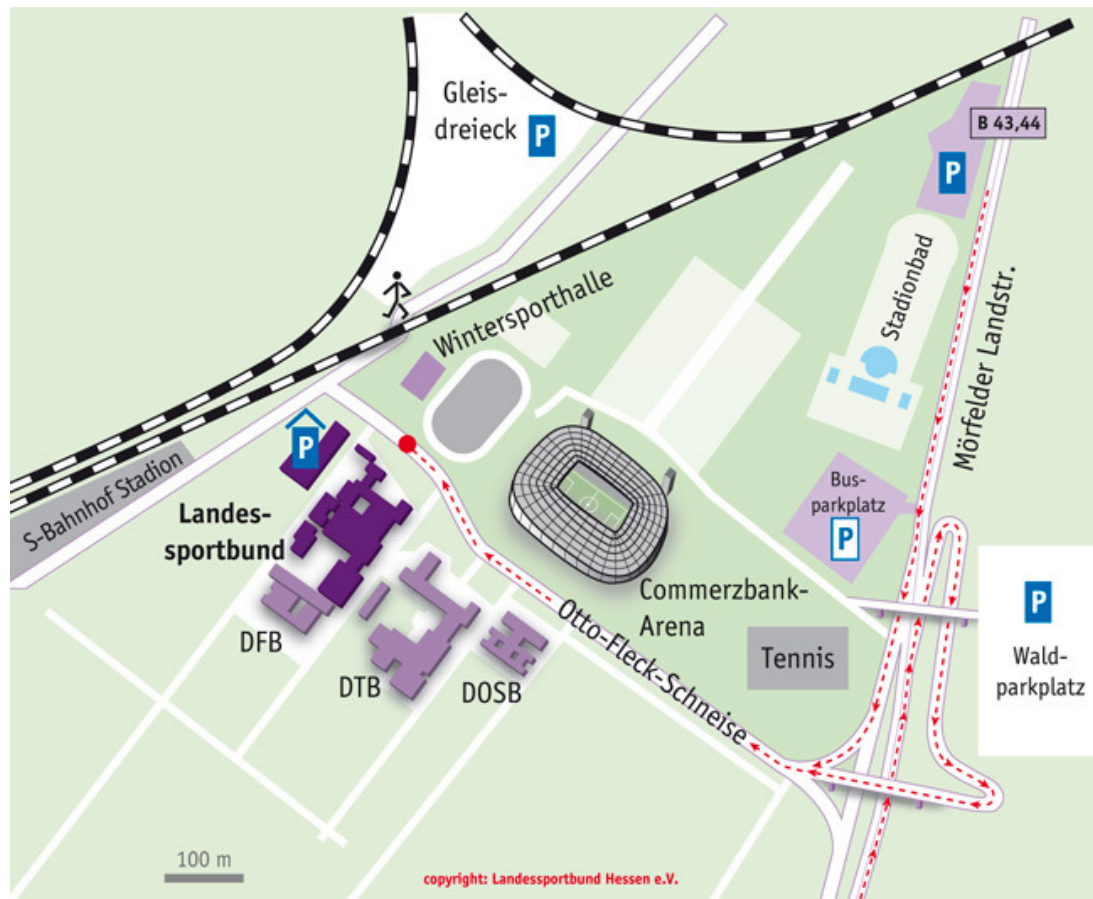 Gleis-
dreieck
P
B 43,44
P
Stadionbad
Mörfelder Landstr.
Wintersporthalle
P
S-Bahnhof Stadion
Landes-
sportbund
Bus-
parkplatz
P
Commerzbank-
Arena
Otto-Fleck-Schneise
Tennis
P
Wald-
parkplatz
DFB
DTB
DOSB
100 m
copyright: Landessportbund Hessen e.V.